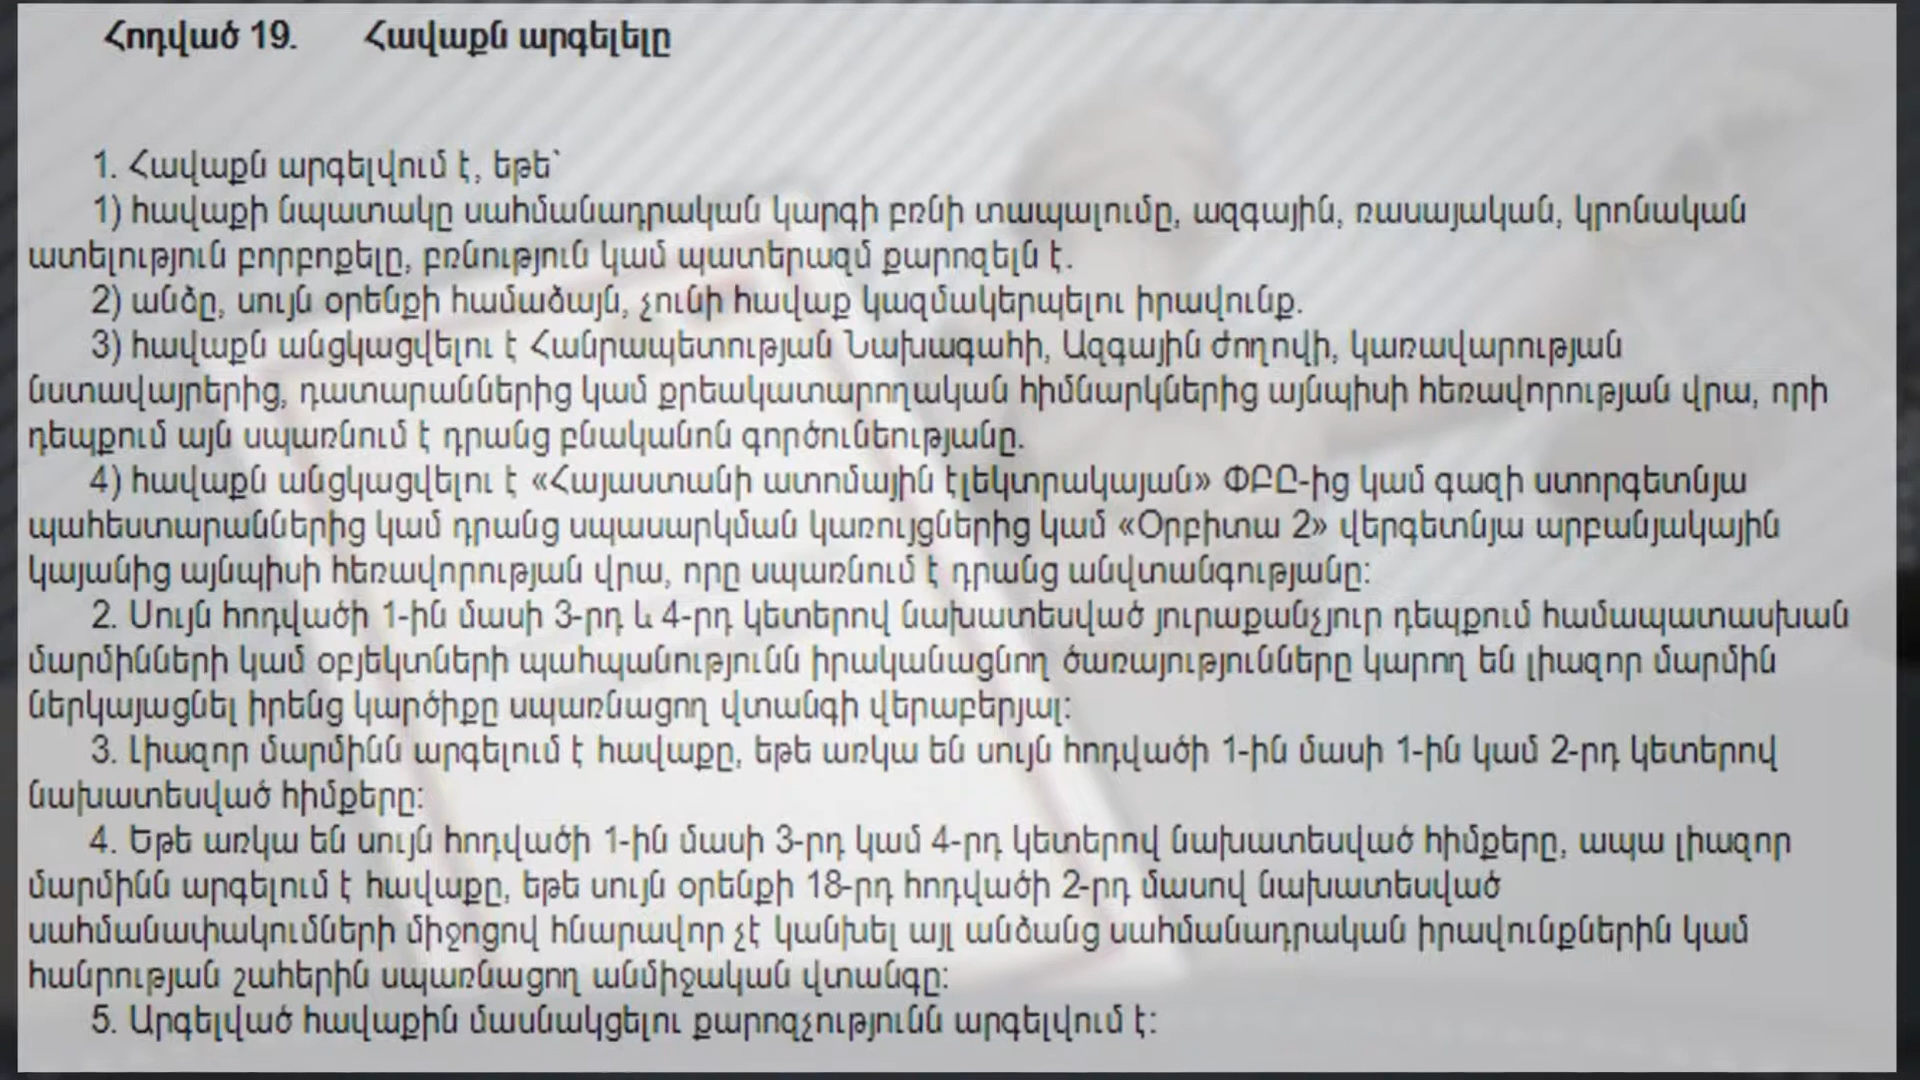 Հոդված 19. Հավաքն արգելելը
1. Հավաքն արգելվում է, եթե՝
1) հավաքի նպատակը սահմանադրական կարգի բռնի տապալումը, ազգային, ռասայական, կրոնական
ատելություն բորբոքելը, բռնություն կամ պատերազմ քարոզելն է.
2) անձը, սույն օրենքի համաձայն, չունի հավաք կազմակերպելու իրավունք.
3) հավաքն անցկացվելու է Հանրապետության Նախագահի, Ազգային ժողովի, կառավարության
նստավայրերից, դատարաններից կամ քրեակատարողական հիմնարկներից այնպիսի հեռավորության վրա, որի
դեպքում այն սպառնում է դրանց բնականոն գործունեությանը.
4) հավաքն անցկացվելու է «Հայաստանի ատոմային էլեկտրակայան» ՓԲԸ-ից կամ գազի ստորգետնյա
պահեստարաններից կամ դրանց սպասարկման կառույցներից կամ «Օրբիտա 2» վերգետնյա արբանյակային
կայանից այնպիսի հեռավորության վրա, որը սպառնում է դրանց անվտանգությանը։
2. Սույն հոդվածի 1-ին մասի 3-րդ և 4-րդ կետերով նախատեսված յուրաքանչյուր դեպքում համապատասխան
մարմինների կամ օբյեկտների պահպանությունն իրականացնող ծառայությունները կարող են լիազոր մարմին
ներկայացնել իրենց կարծիքը սպառնացող վտանգի վերաբերյալ։
3. Լիազոր մարմինն արգելում է հավաքը, եթե առկա են սույն հոդվածի 1-ին մասի 1-ին կամ 2-րդ կետերով
նախատեսված հիմքերը։
4. Եթե առկա են սույն հոդվածի 1-ին մասի 3-րդ կամ 4-րդ կետերով նախատեսված հիմքերը, ապա լիազոր
մարմինն արգելում է հավաքը, եթե սույն օրենքի 18-րդ հոդվածի 2-րդ մասով նախատեսված
սահմանափակումների միջոցով հնարավոր չէ կանխել այլ անձանց սահմանադրական իրավունքներին կամ
հանրության շահերին սպառնացող անմիջական վտանգը։
5. Արգելված հավաքին մասնակցելու քարոզչությունն արգելվում է։